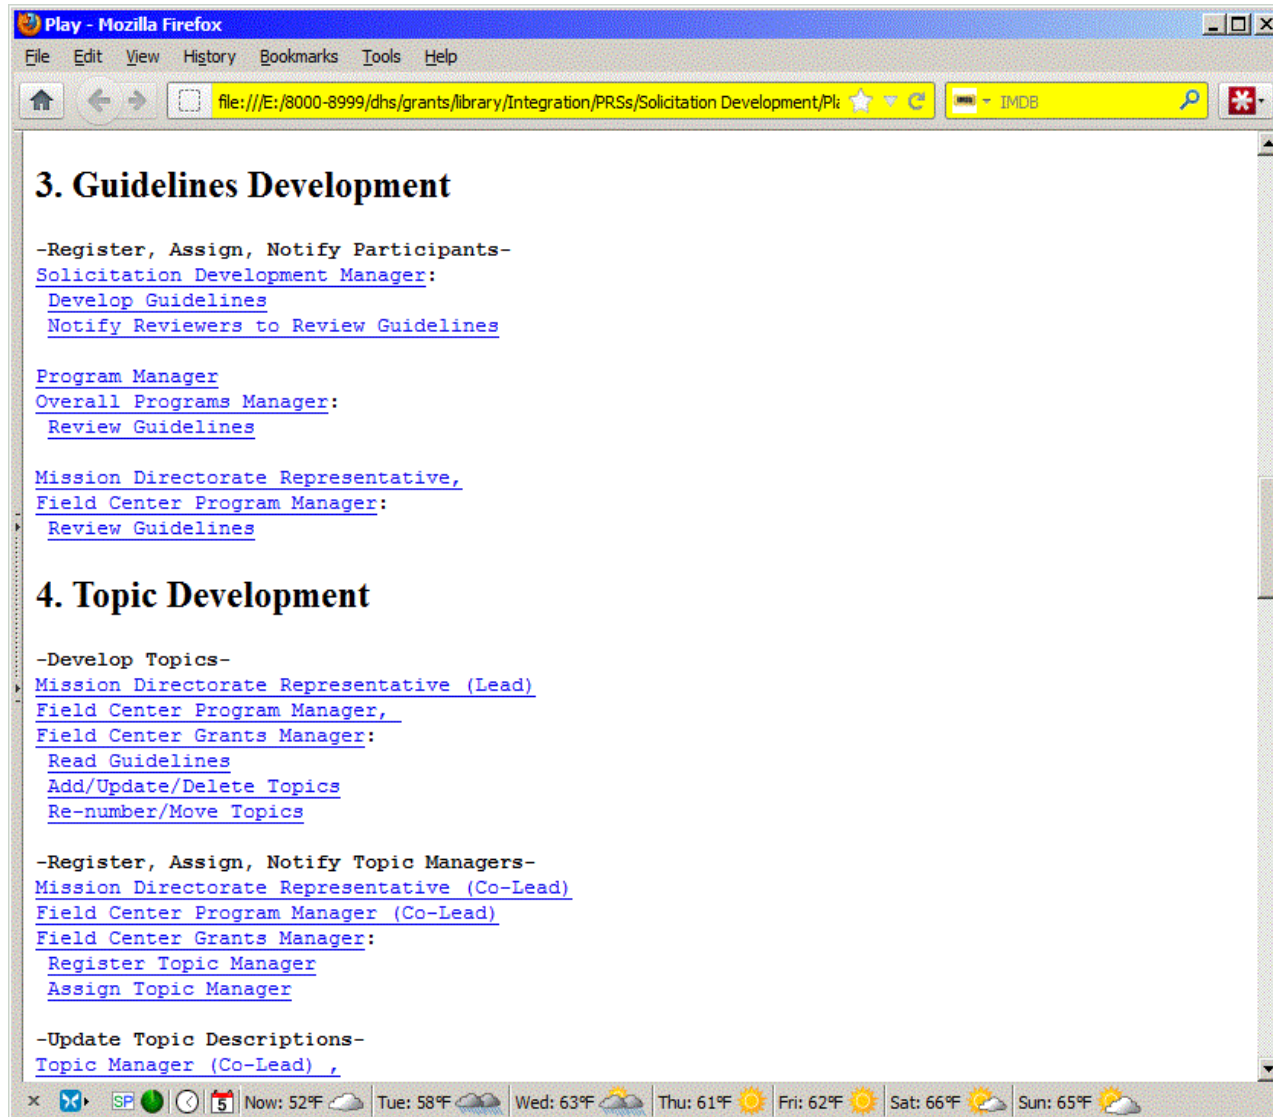 Play - Mozilla Firefox
File Edit View History Bookmarks Tools Help
file:///E:/8000-8999/dhs/grants/library/Integration/PRSs/Solicitation Development/Pla IMDB
3. Guidelines Development
-Register, Assign, Notify Participants-
Solicitation Development Manager:
Develop Guidelines
Notify Reviewers to Review Guidelines
Program Manager
Overall Programs Manager:
Review Guidelines
Mission Directorate Representative,
Field Center Program Manager:
Review Guidelines
4. Topic Development
-Develop Topics-
Mission Directorate Representative (Lead)
Field Center Program Manager,
Field Center Grants Manager:
Read Guidelines
Add/Update/Delete Topics
Re-number/Move Topics
-Register, Assign, Notify Topic Managers-
Mission Directorate Representative (Co-Lead)
Field Center Program Manager (Co-Lead)
Field Center Grants Manager:
Register Topic Manager
Assign Topic Manager
-Update Topic Descriptions-
Topic Manager (Co-Lead) ,
SP 5 Now: 52°F Tue: 58°F Wed: 63°F Thu: 61°F Fri: 62°F Sat: 66°F Sun: 65°F